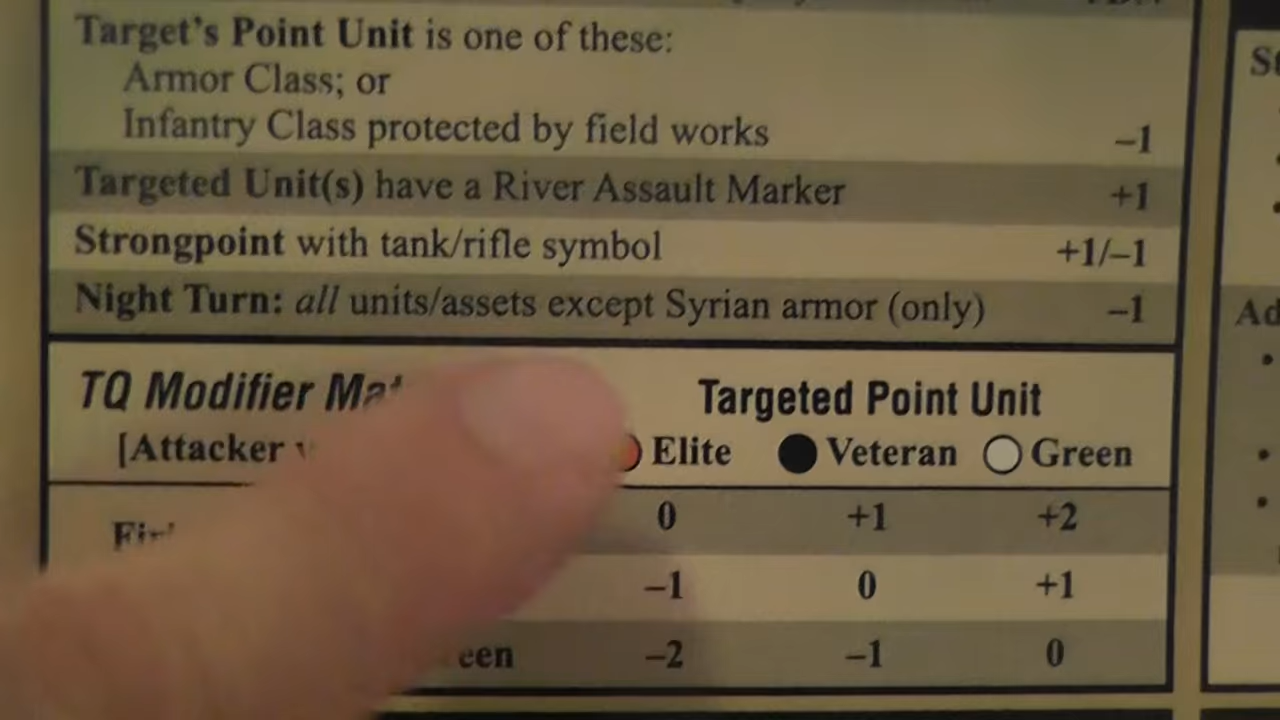 Target's Point Unit is one of these:
Armor Class; or
Infantry Class protected by field works –1
Targeted Unit(s) have a River Assault Marker +1
Strongpoint with tank/rifle symbol +1/–1
Night Turn: all units/assets except Syrian armor (only) –1
TQ Modifier Targeted Point Unit
[Attacker Elite Veteran Green
0 +1 +2
–1 0 +1
een –2 –1 0